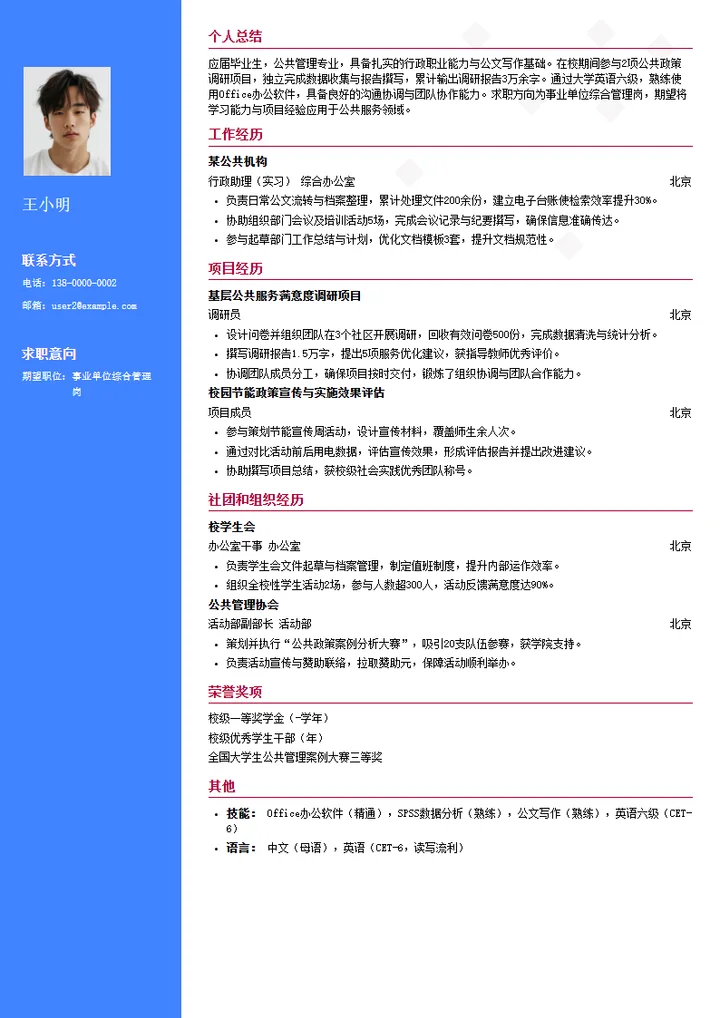 王小明
联系方式
电话：138-0000-0002
邮箱：user2@example.com
求职意向
期望职位：事业单位综合管理
岗
个人总结
应届毕业生，公共管理专业，具备扎实的行政职业能力与公文写作基础。在校期间参与2项公共政策
调研项目，独立完成数据收集与报告撰写，累计输出调研报告3万余字。通过大学英语六级，熟练使
用Office办公软件，具备良好的沟通协调与团队协作能力。求职方向为事业单位综合管理岗，期望将
学习能力与项目经验应用于公共服务领域。
工作经历
某公共机构
行政助理（实习） 综合办公室 北京
• 负责日常公文流转与档案整理，累计处理文件200余份，建立电子台账使检索效率提升30%。
• 协助组织部门会议及培训活动5场，完成会议记录与纪要撰写，确保信息准确传达。
• 参与起草部门工作总结与计划，优化文档模板3套，提升文档规范性。
项目经历
基层公共服务满意度调研项目
调研员 北京
• 设计问卷并组织团队在3个社区开展调研，回收有效问卷500份，完成数据清洗与统计分析。
• 撰写调研报告1.5万字，提出5项服务优化建议，获指导教师优秀评价。
• 协调团队成员分工，确保项目按时交付，锻炼了组织协调与团队合作能力。
校园节能政策宣传与实施效果评估
项目成员 北京
• 参与策划节能宣传周活动，设计宣传材料，覆盖师生余人次。
• 通过对比活动前后用电数据，评估宣传效果，形成评估报告并提出改进建议。
• 协助撰写项目总结，获校级社会实践优秀团队称号。
社团和组织经历
校学生会
办公室干事 办公室 北京
• 负责学生会文件起草与档案管理，制定值班制度，提升内部运作效率。
• 组织全校性学生活动2场，参与人数超300人，活动反馈满意度达90%。
公共管理协会
活动部副部长 活动部 北京
• 策划并执行“公共政策案例分析大赛”，吸引20支队伍参赛，获学院支持。
• 负责活动宣传与赞助联络，拉取赞助元，保障活动顺利举办。
荣誉奖项
校级一等奖学金（-学年）
校级优秀学生干部（年）
全国大学生公共管理案例大赛三等奖
其他
• 技能： Office办公软件（精通），SPSS数据分析（熟练），公文写作（熟练），英语六级（CET-
6）
• 语言： 中文（母语），英语（CET-6，读写流利）